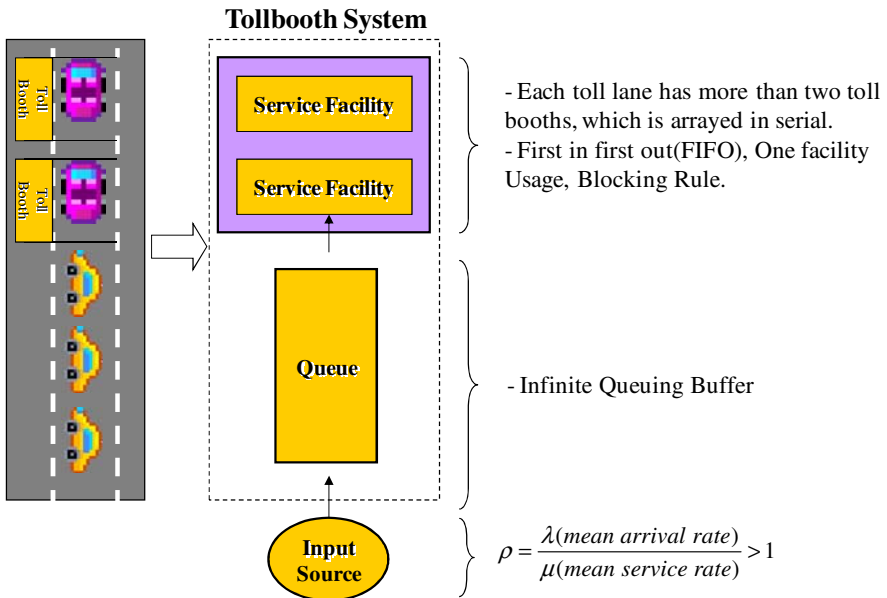 Tollbooth System
Toll
Booth
Toll
Booth
Service Facility
Service Facility
Queue
Input
Source
- Each toll lane has more than two toll
booths, which is arrayed in serial.
- First in first out(FIFO), One facility
Usage, Blocking Rule.
- Infinite Queuing Buffer
ρ = λ(mean arrival rate) / μ(mean service rate) > 1